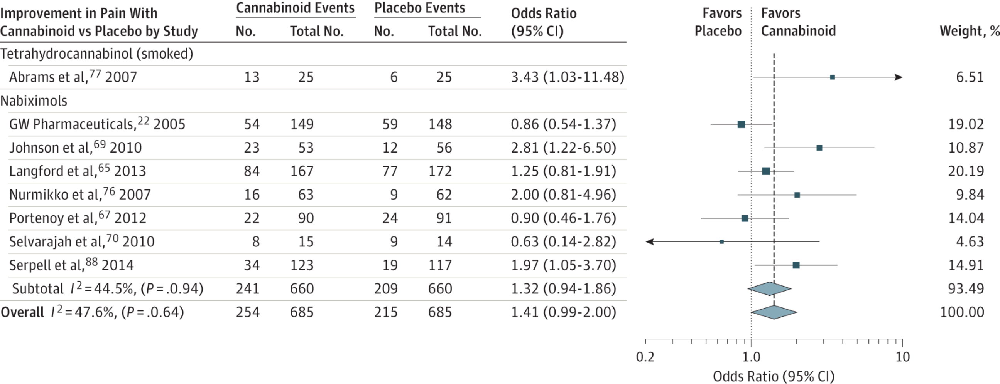 Improvement in Pain With
Cannabinoid vs Placebo by Study
Cannabinoid Events
No. Total No.
Placebo Events
No. Total No.
Odds Ratio
(95% CI)
Favors
Placebo
Favors
Cannabinoid
Weight, %
Tetrahydrocannabinol (smoked)
Abrams et al,77 2007 13 25 6 25 3.43 (1.03-11.48) 6.51
Nabiximols
GW Pharmaceuticals,22 2005 54 149 59 148 0.86 (0.54-1.37) 19.02
Johnson et al,69 2010 23 53 12 56 2.81 (1.22-6.50) 10.87
Langford et al,65 2013 84 167 77 172 1.25 (0.81-1.91) 20.19
Nurmikko et al,76 2007 16 63 9 62 2.00 (0.81-4.96) 9.84
Portenoy et al,67 2012 22 90 24 91 0.90 (0.46-1.76) 14.04
Selvarajah et al,70 2010 8 15 9 14 0.63 (0.14-2.82) 4.63
Serpell et al,88 2014 34 123 19 117 1.97 (1.05-3.70) 14.91
Subtotal I2=44.5%, (P=.0.94) 241 660 209 660 1.32 (0.94-1.86) 93.49
Overall I2=47.6%, (P=.0.64) 254 685 215 685 1.41 (0.99-2.00) 100.00
0.2 1.0 10
Odds Ratio (95% CI)